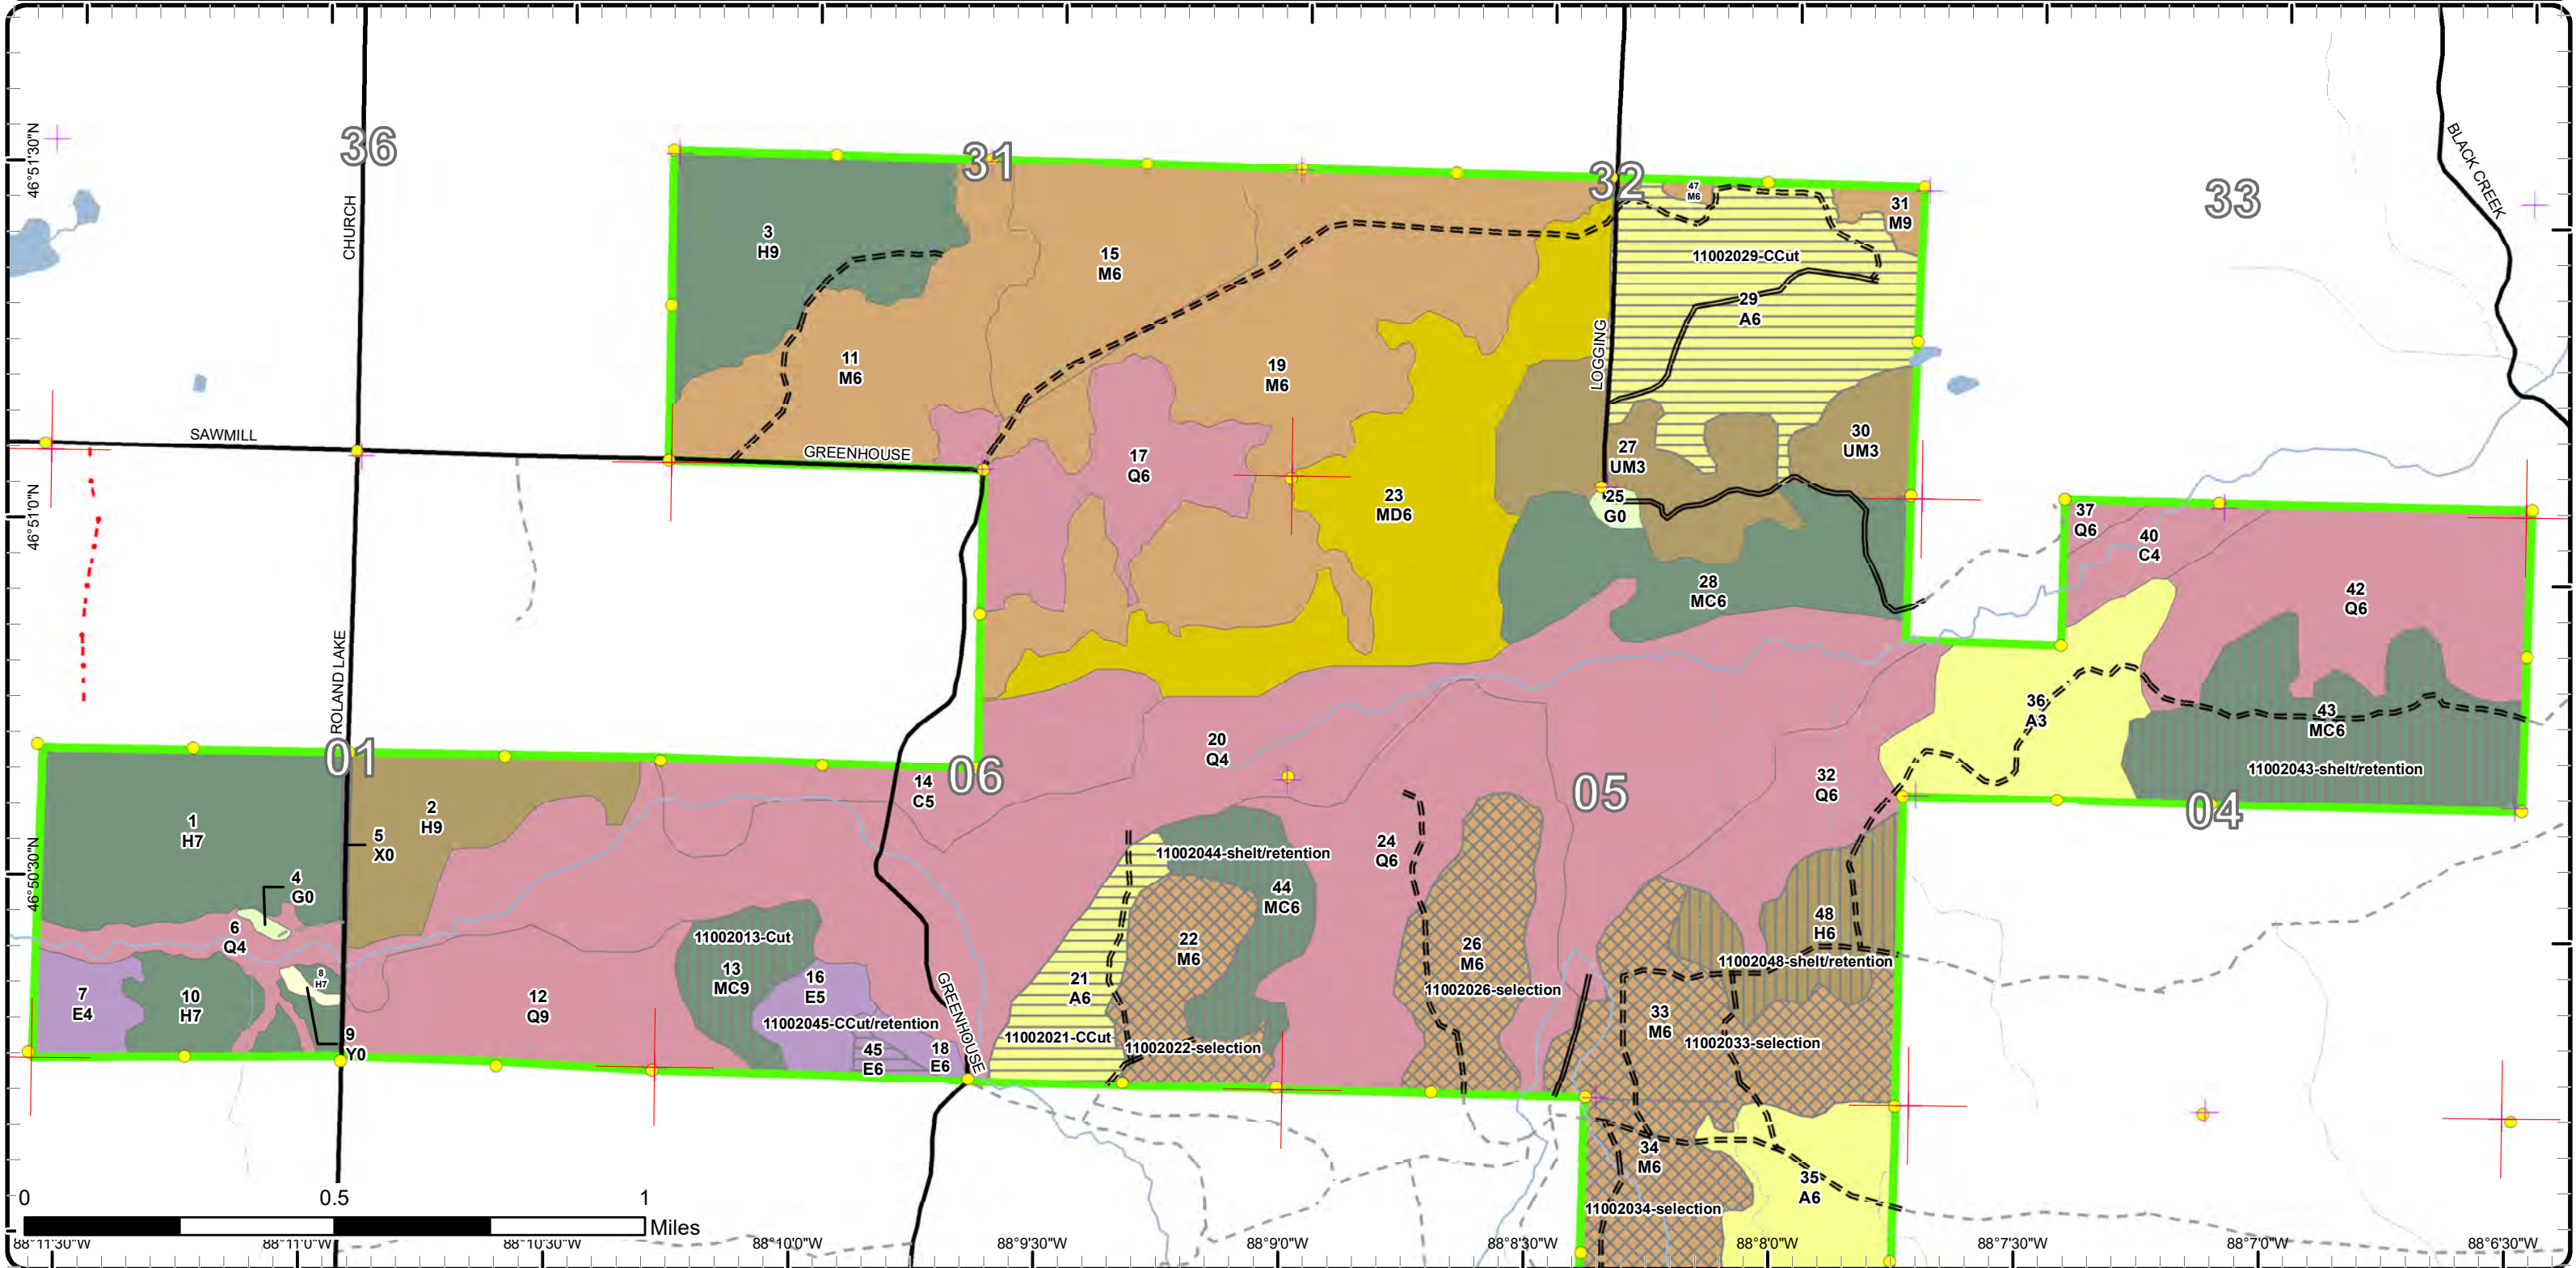 36
31
32
33
46°51'30"N
CHURCH
BLACK CREEK
3
H9
15
M6
47
M6
31
M9
11002029-CCut
29
A6
11
M6
19
M6
LOGGING
SAWMILL
GREENHOUSE
17
Q6
27
UM3
30
UM3
23
MD6
25
G0
46°51'0"N
37
Q6
40
C4
28
MC6
42
Q6
ROLAND LAKE
36
A3
43
MC6
11002043-shelt/retention
01
06
05
04
20
Q4
14
C5
32
Q6
1
H7
2
H9
5
X0
24
Q6
11002044-shelt/retention
44
MC6
46°50'30"N
4
G0
6
Q4
48
H6
11002048-shelt/retention
11002013-Cut
13
MC9
22
M6
26
M6
11002026-selection
16
E5
21
A6
8
H7
7
E4
10
H7
12
Q9
GREENHOUSE
11002045-CCut/retention
11002021-CCut
33
M6
11002033-selection
9
Y0
45
E6
18
E6
11002022-selection
34
M6
35
A6
11002034-selection
0
0.5
1
Miles
88°11'30"W
88°11'0"W
88°10'30"W
88°10'0"W
88°9'30"W
88°9'0"W
88°8'30"W
88°8'0"W
88°7'30"W
88°7'0"W
88°6'30"W